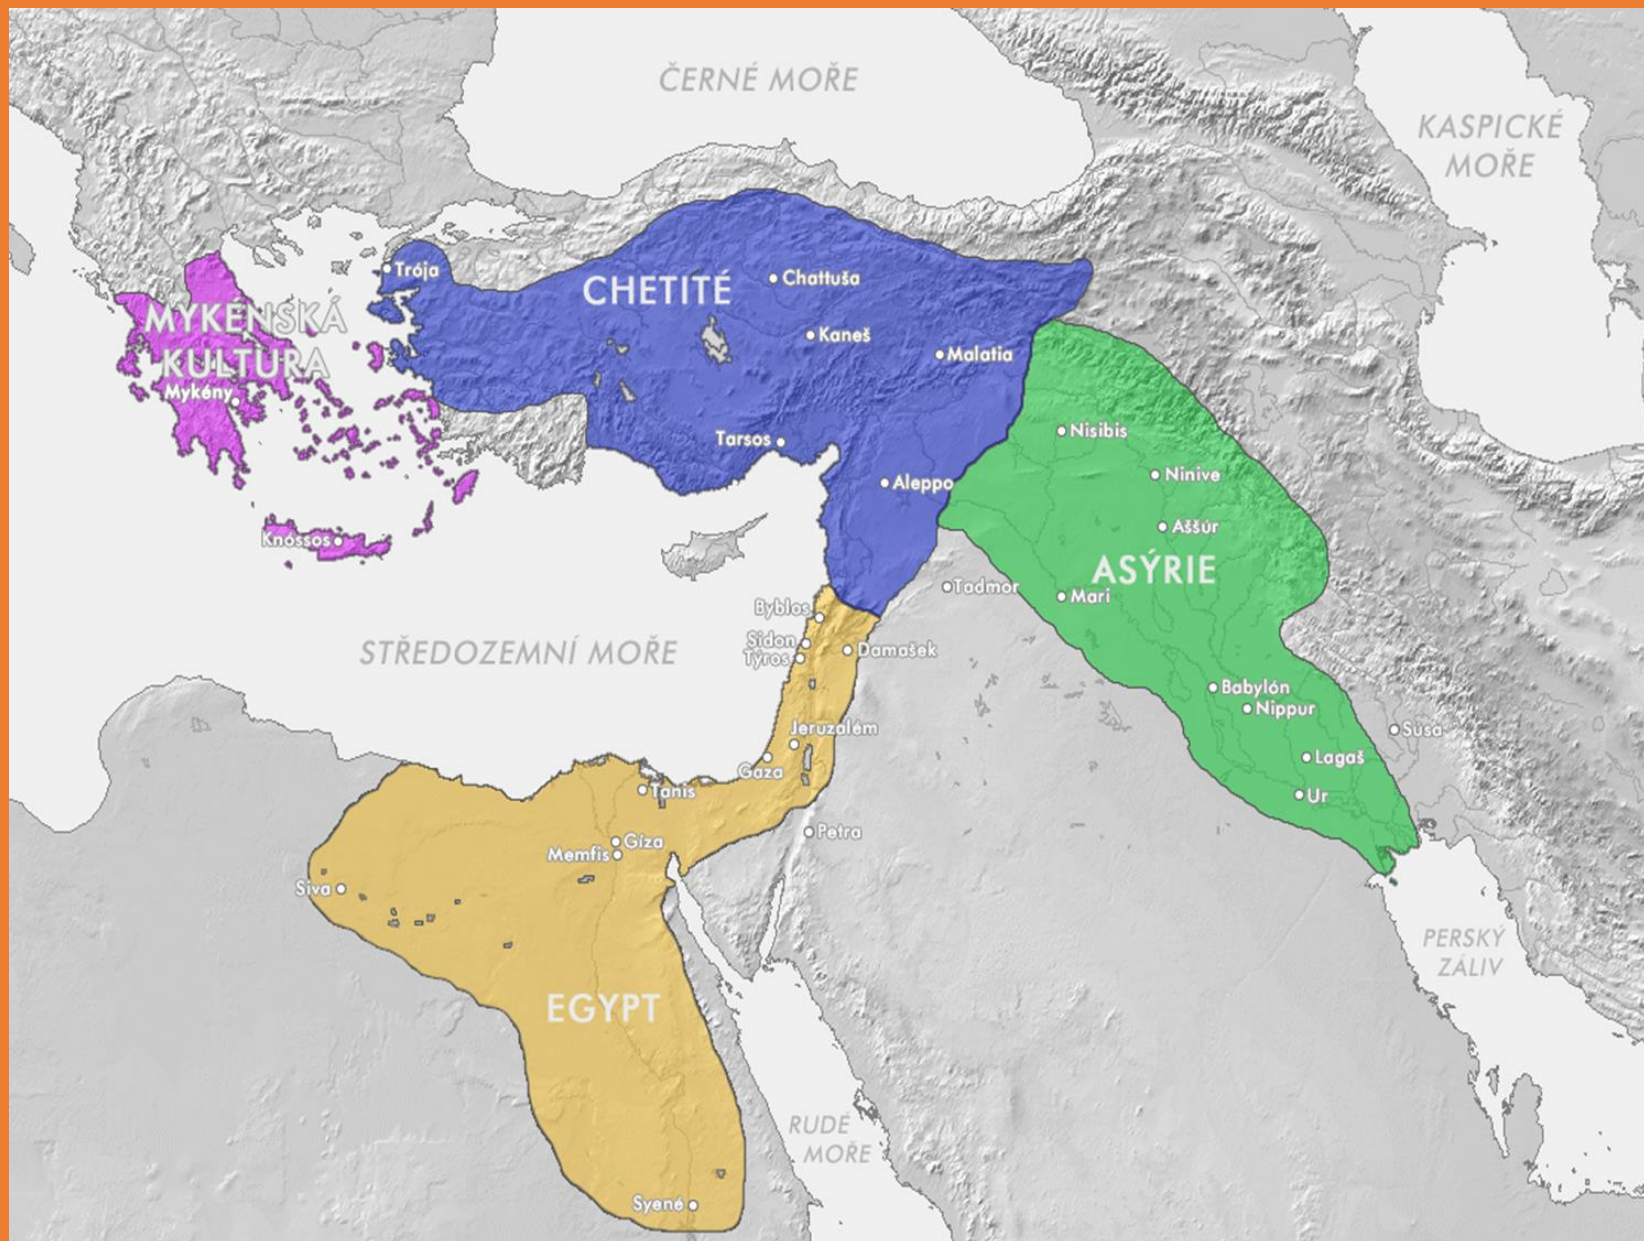 ČERNÉ MOŘE
KASPICKÉ
MOŘE
Trója
CHETITÉ
Chattuša
MYKÉNSKÁ
KULTURA
Kaneš
Malatia
Mykény
Tarsos
Nisibis
Aleppo
Ninive
Aššúr
Knóssos
ASÝRIE
Tadmor
Mari
Byblos
Sidon
Týros
Damašek
STŘEDOZEMNÍ MOŘE
Babylón
Nippur
Jeruzalém
Súsa
Gaza
Lagaš
Tanis
Ur
Petra
Gíza
Memfis
Síva
PERSKÝ
ZÁLIV
EGYPT
RUDÉ
MOŘE
Syené